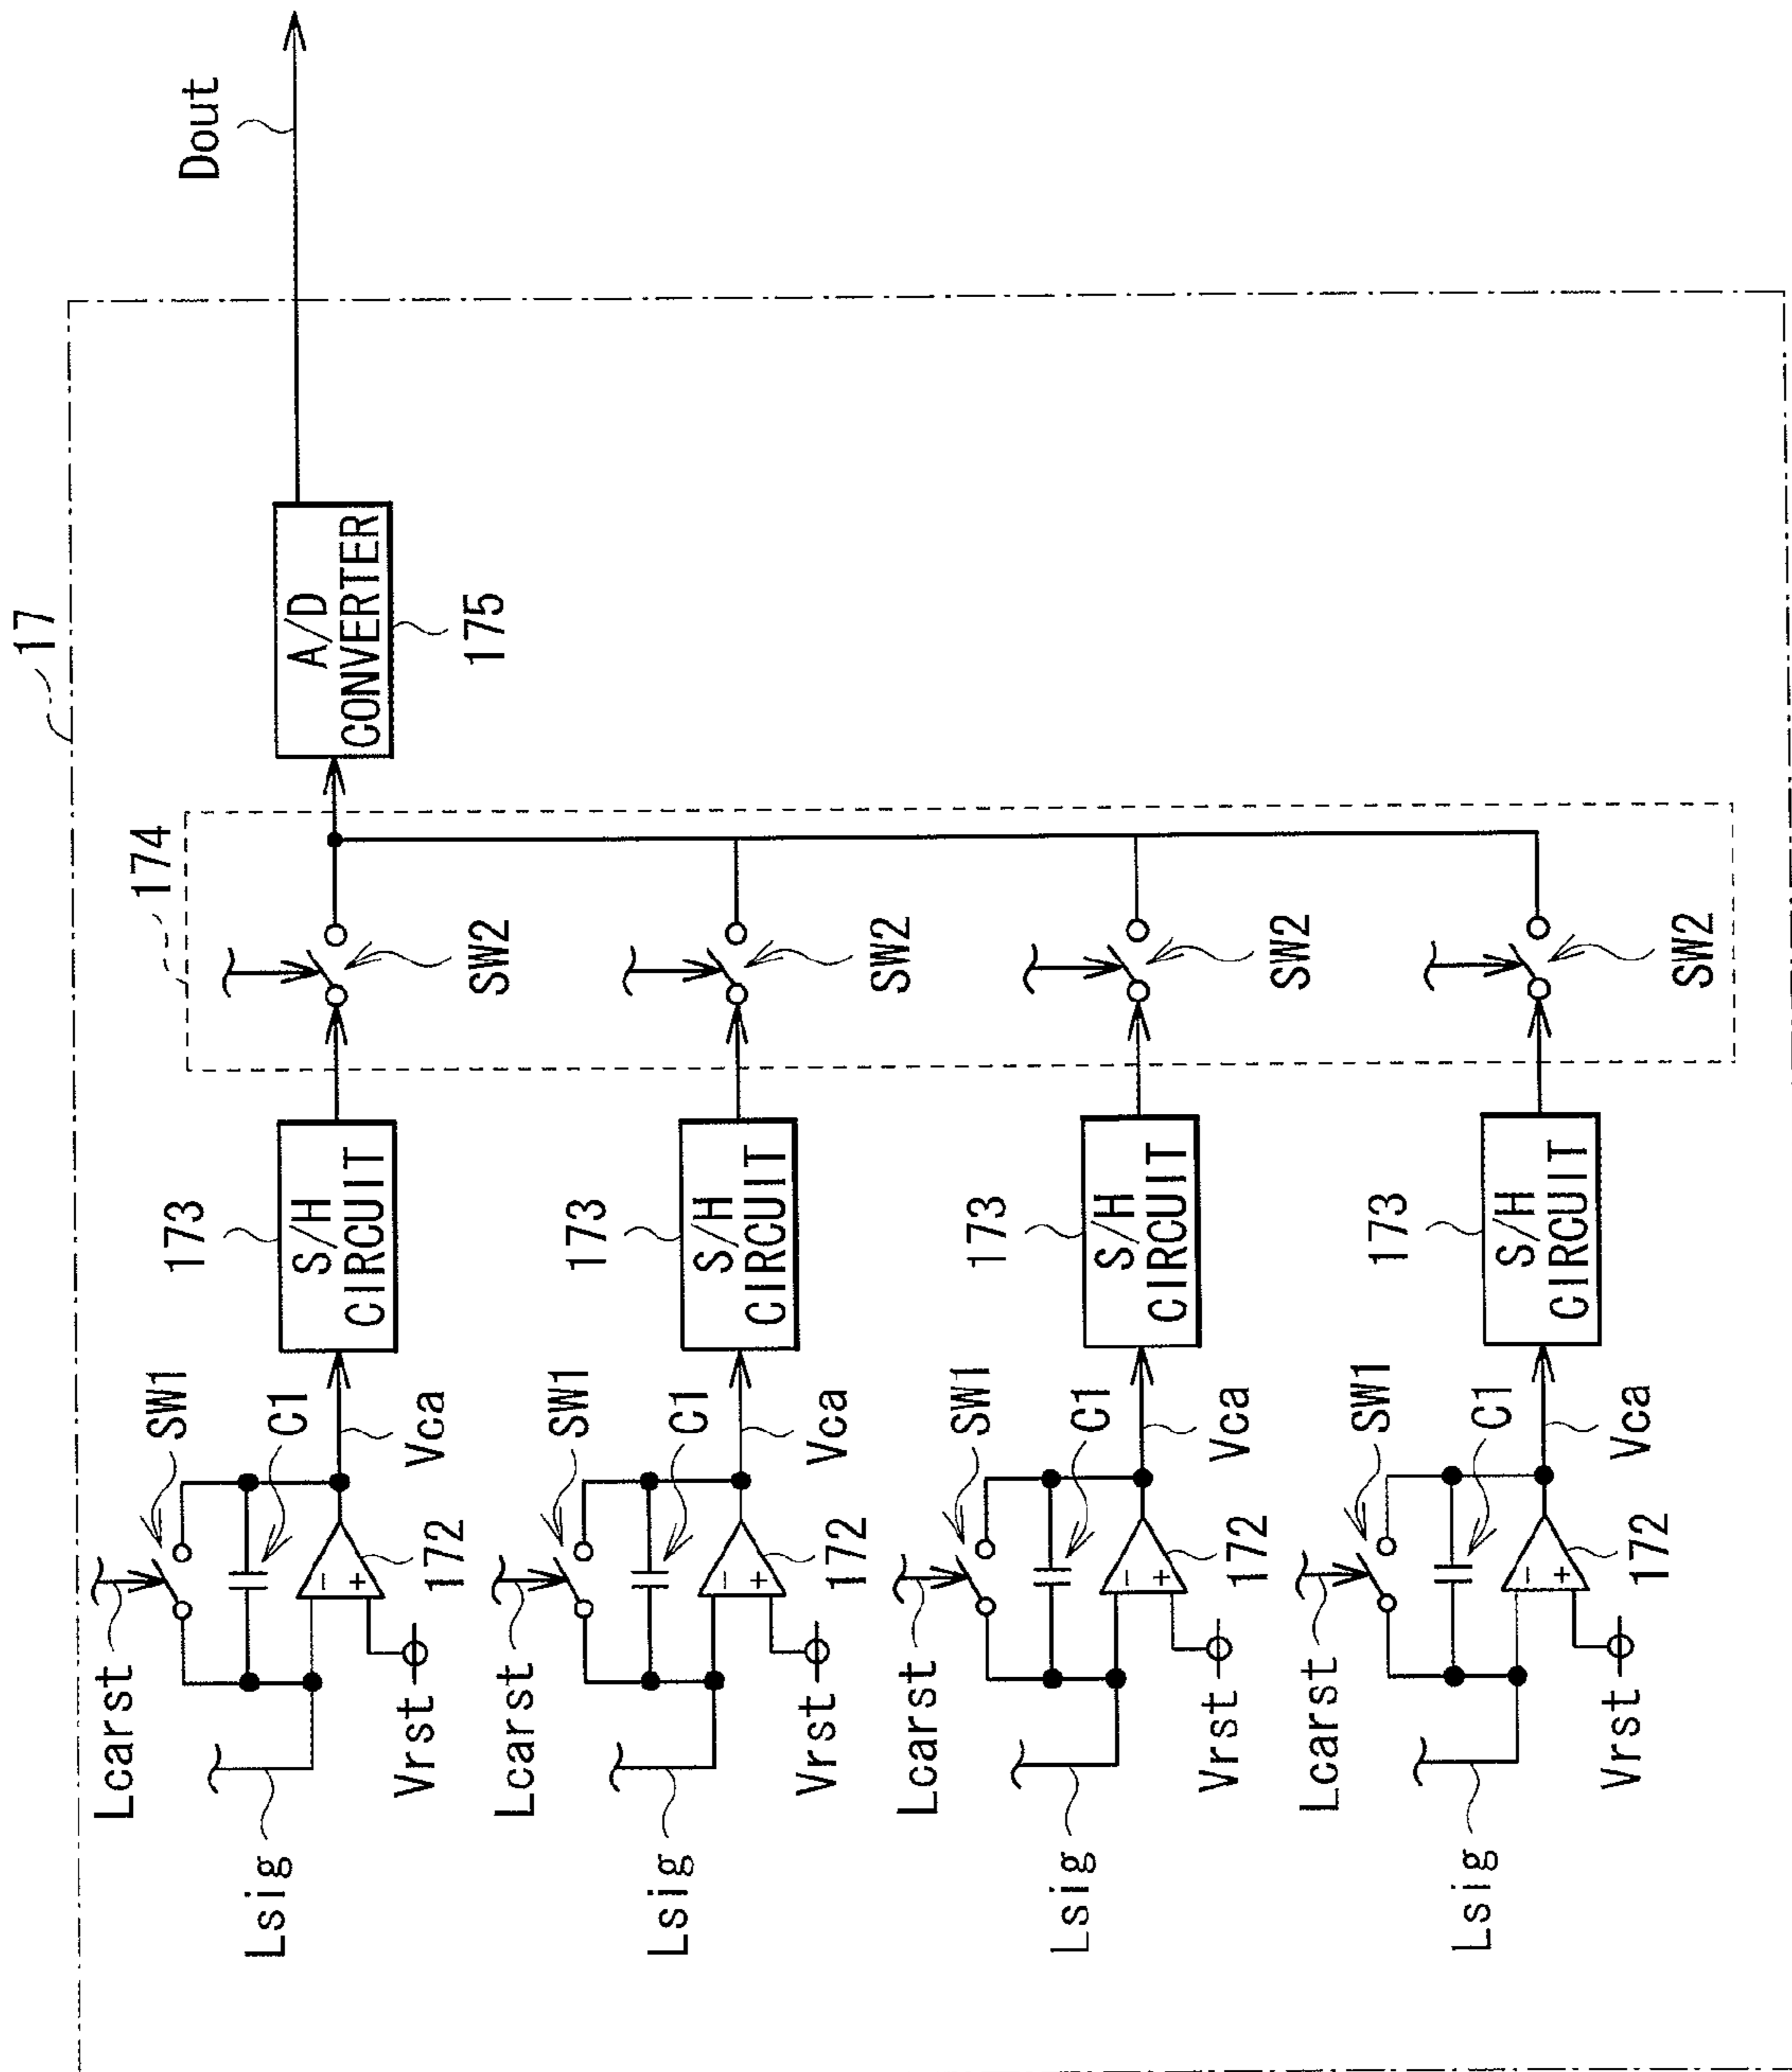 17
Dout
174
A/D
CONVERTER
175
Lcarst
SW1
C1
173
S/H
CIRCUIT
SW2
Lsig
Vrst
172
Vca
Lcarst
SW1
C1
173
S/H
CIRCUIT
SW2
Lsig
Vrst
172
Vca
Lcarst
SW1
C1
173
S/H
CIRCUIT
SW2
Lsig
Vrst
172
Vca
Lcarst
SW1
C1
173
S/H
CIRCUIT
SW2
Lsig
Vrst
172
Vca